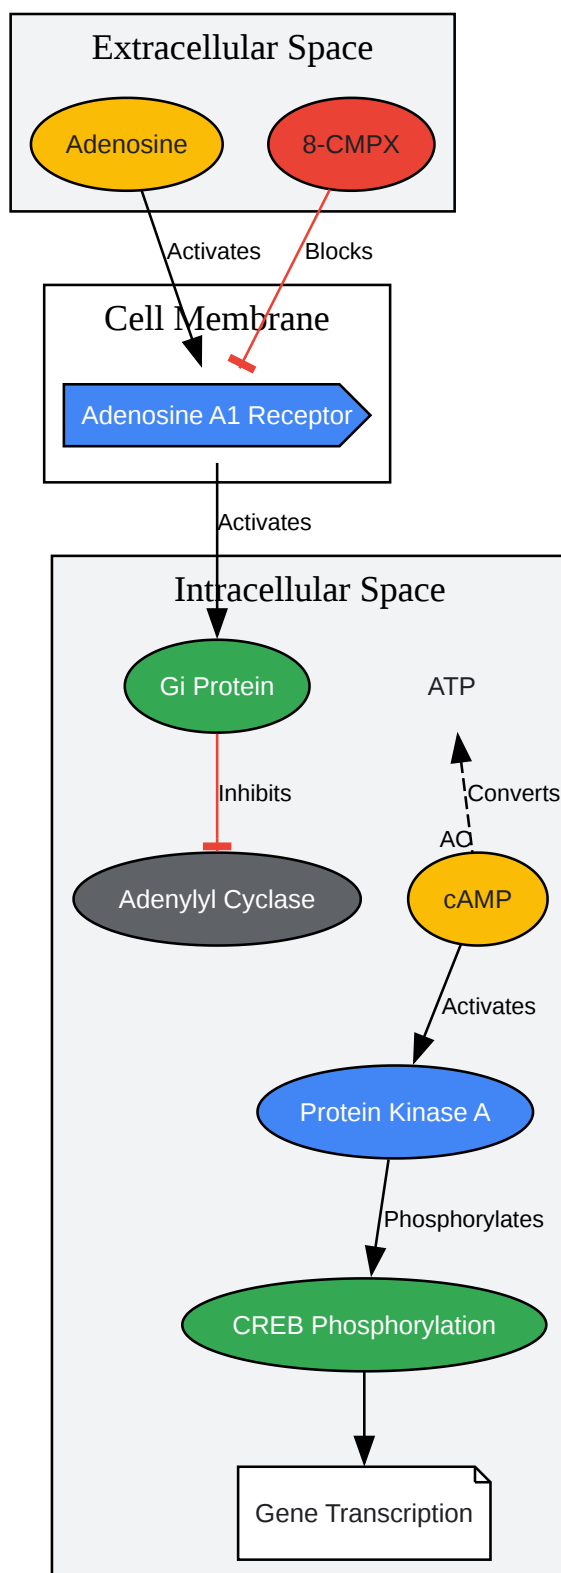 Extracellular Space
Adenosine
8-CMPX
Activates
Blocks
Cell Membrane
Adenosine A1 Receptor
Activates
Intracellular Space
Gi Protein
ATP
Inhibits
Converts
AC
Adenylyl Cyclase
cAMP
Activates
Protein Kinase A
Phosphorylates
CREB Phosphorylation
Gene Transcription